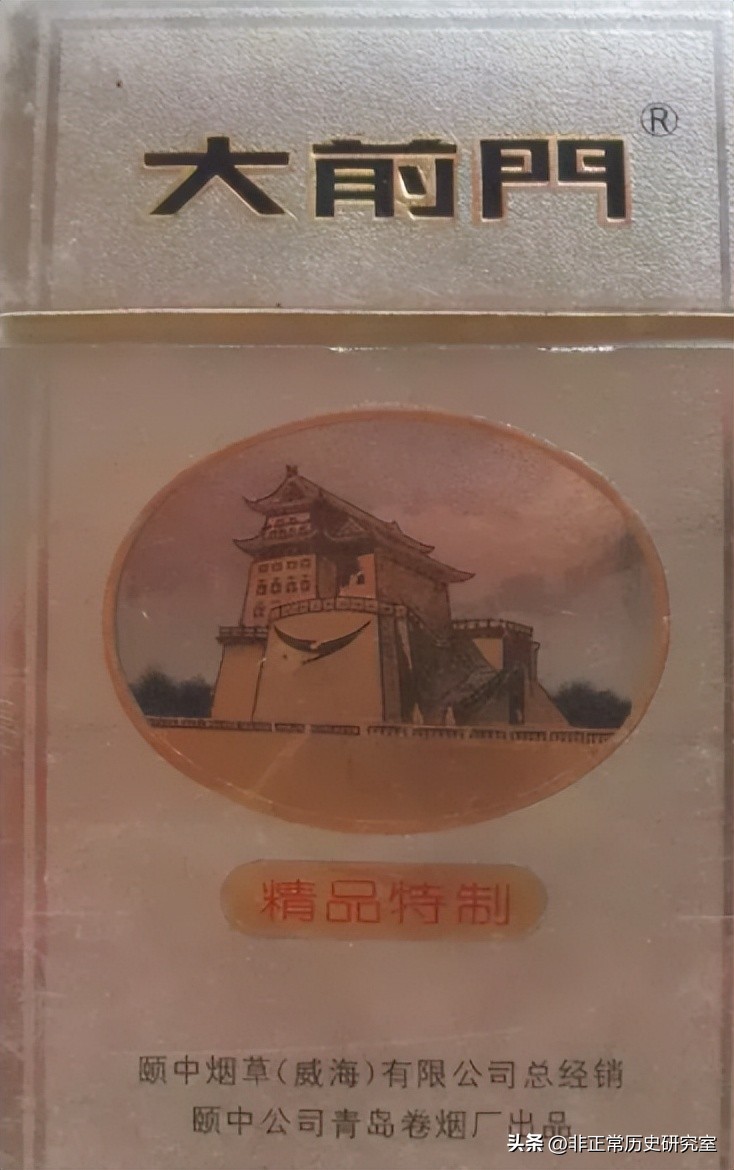 大前門®
精品特制
颐中烟草(威海)有限公司总经销
颐中公司青岛卷烟厂出品
头条 @非正常历史研究室